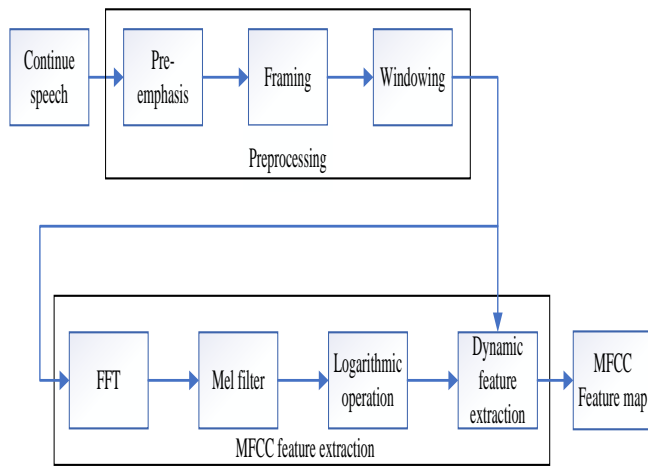 Continue
speech
Pre-
emphasis
Framing
Windowing
Preprocessing
FFT
Mel filter
Logarithmic
operation
Dynamic
feature
extraction
MFCC
Feature map
MFCC feature extraction